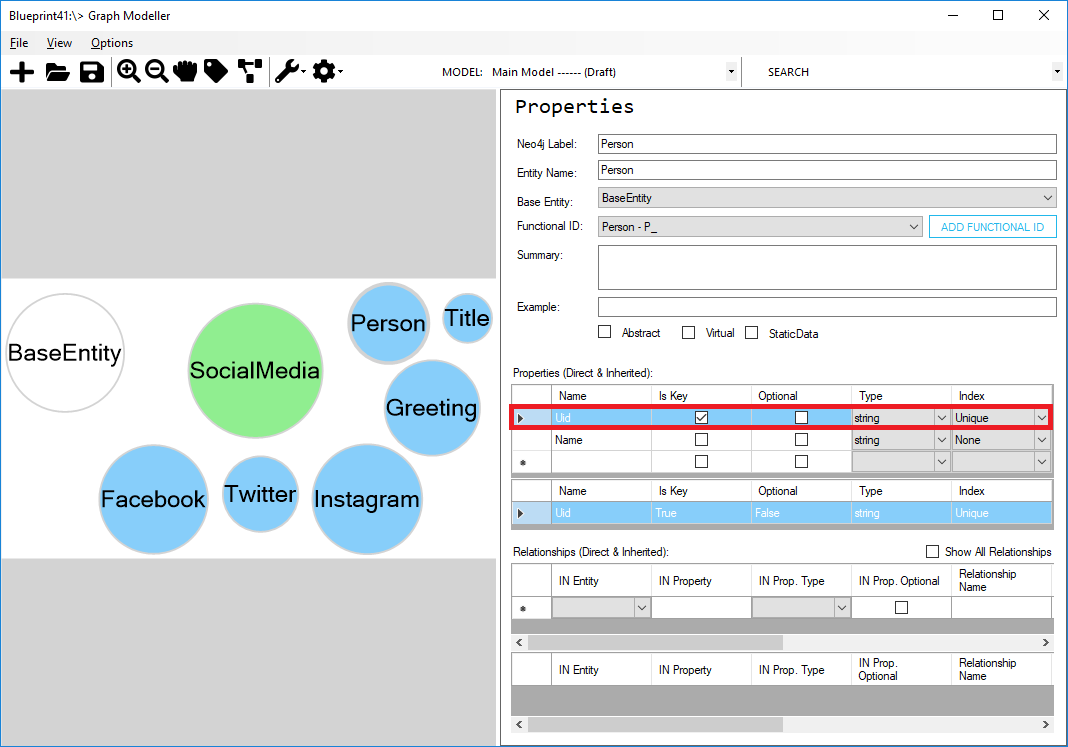 Blueprint41:\> Graph Modeller
File View Options
MODEL: Main Model ------ (Draft) SEARCH
BaseEntity
SocialMedia
Person
Title
Greeting
Facebook
Twitter
Instagram
Properties
Neo4j Label: Person
Entity Name: Person
Base Entity: BaseEntity
Functional ID: Person - P_ ADD FUNCTIONAL ID
Summary:
Example:
Abstract Virtual StaticData
Properties (Direct & Inherited):
Name Is Key Optional Type Index
Uid string Unique
Name string None
Name Is Key Optional Type Index
Uid True False string Unique
Relationships (Direct & Inherited): Show All Relationships
IN Entity IN Property IN Prop. Type IN Prop. Optional Relationship
Name
IN Entity IN Property IN Prop. Type IN Prop. Relationship
Optional Name